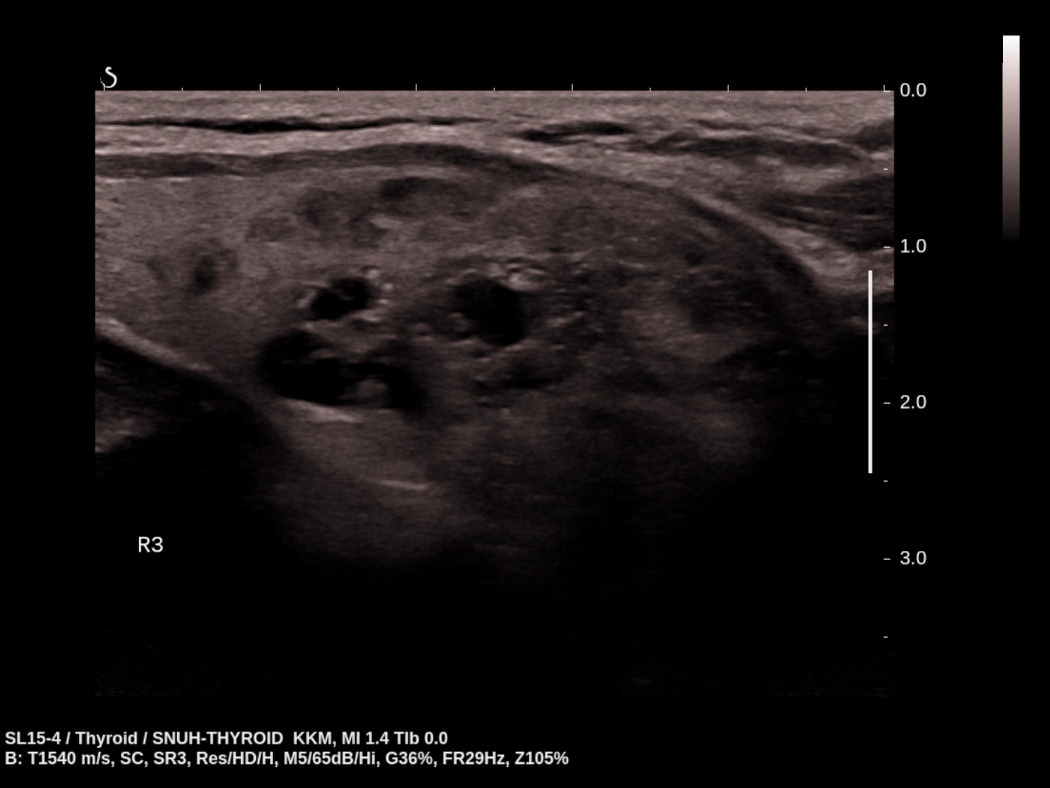 S
0.0
1.0
2.0
3.0
R3
SL15-4 / Thyroid / SNUH-THYROID KKM, MI 1.4 TIb 0.0
B: T1540 m/s, SC, SR3, Res/HD/H, M5/65dB/Hi, G36%, FR29Hz, Z105%